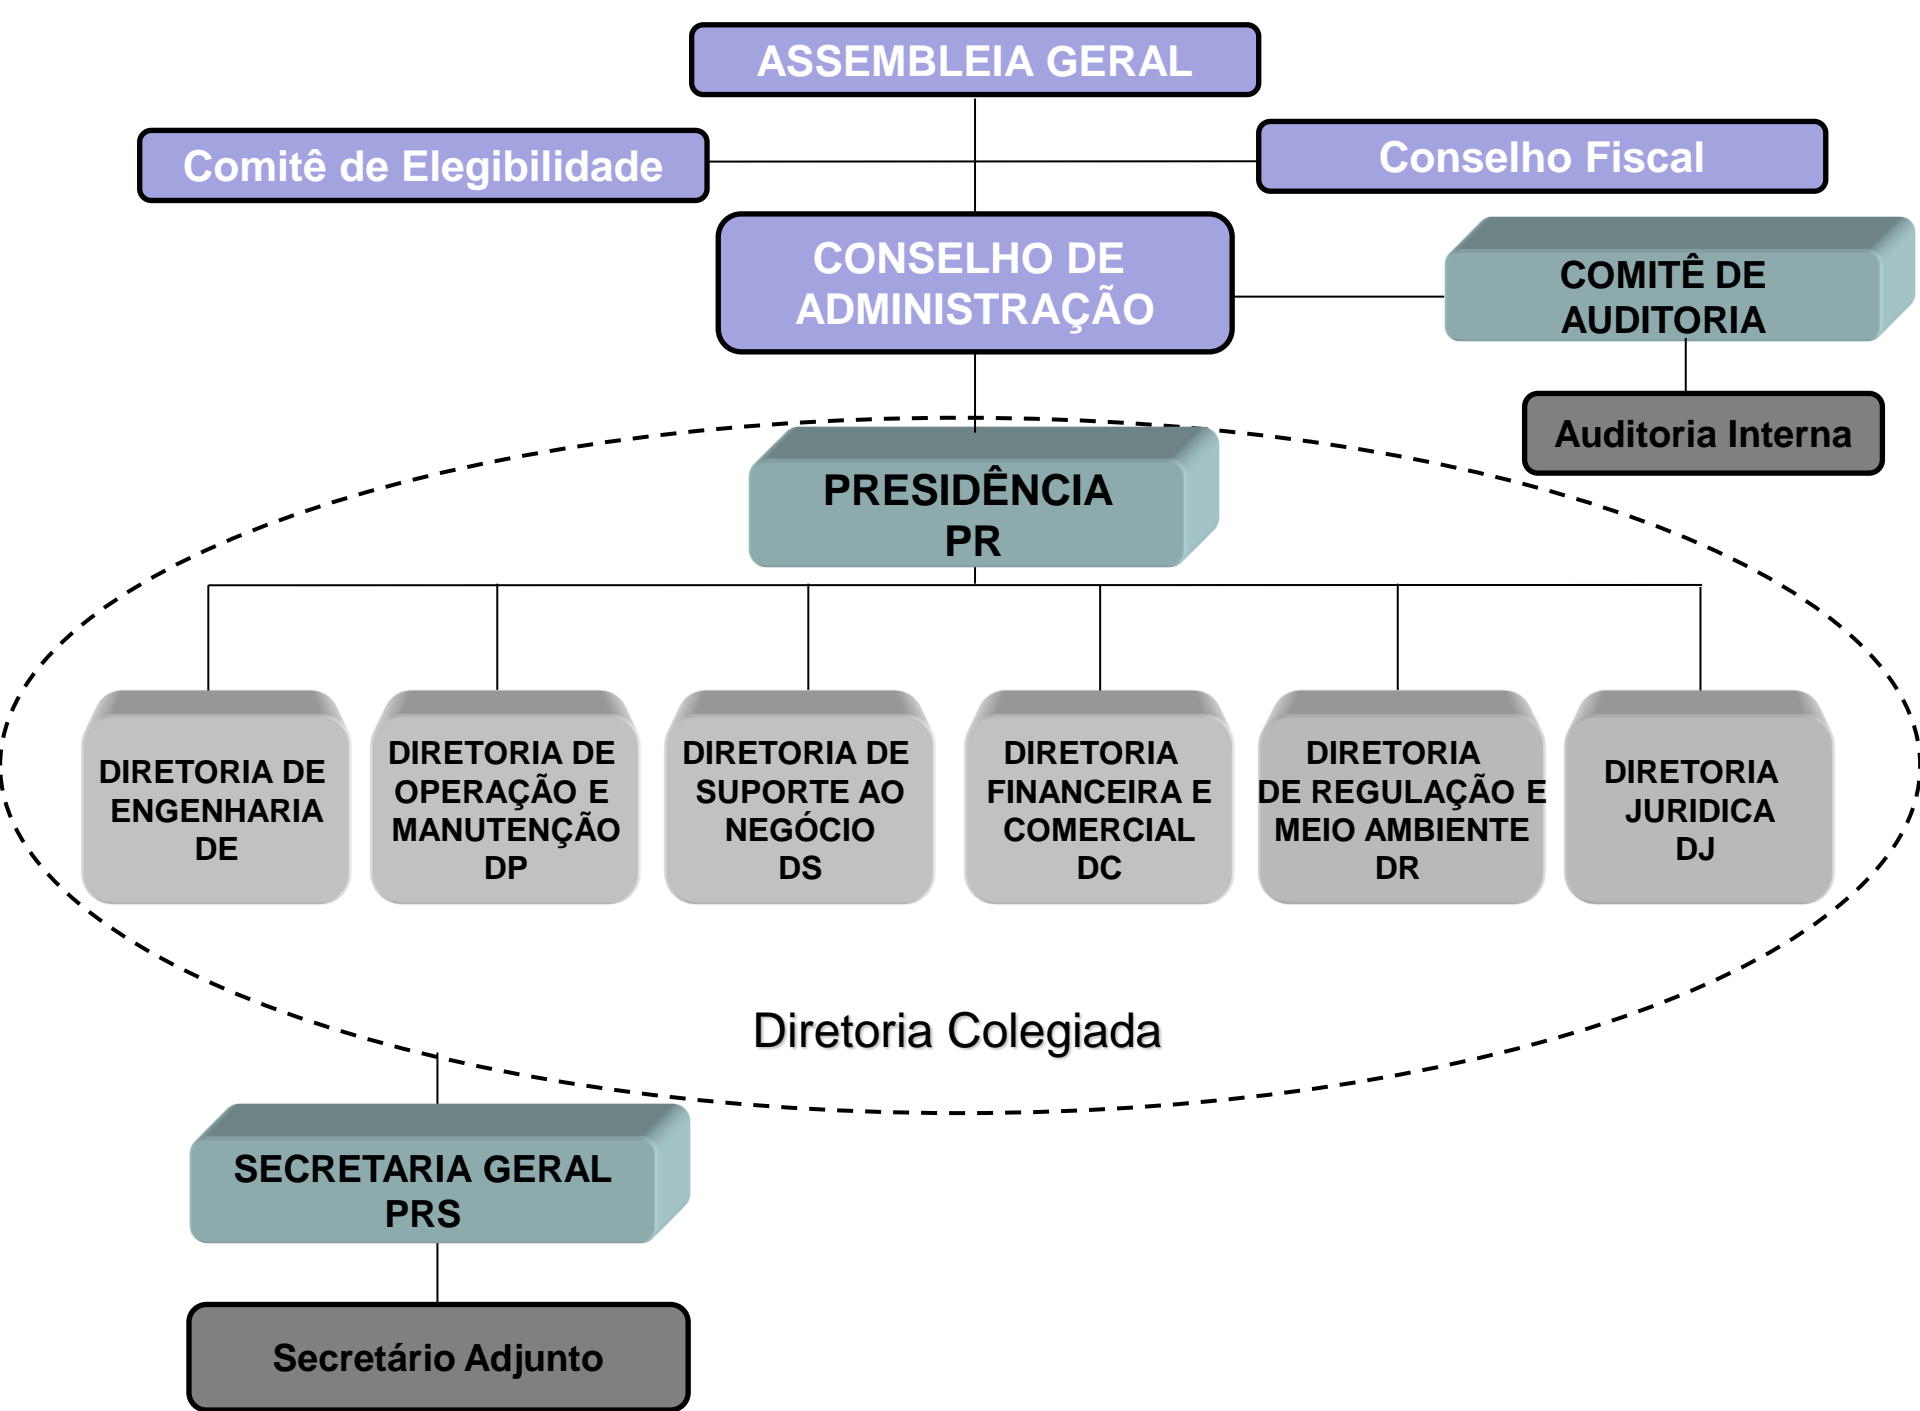 ASSEMBLEIA GERAL
Comitê de Elegibilidade
Conselho Fiscal
CONSELHO DE
ADMINISTRAÇÃO
COMITÊ DE
AUDITORIA
Auditoria Interna
PRESIDÊNCIA
PR
DIRETORIA DE
ENGENHARIA
DE
DIRETORIA DE
OPERAÇÃO E
MANUTENÇÃO
DP
DIRETORIA DE
SUPORTE AO
NEGÓCIO
DS
DIRETORIA
FINANCEIRA E
COMERCIAL
DC
DIRETORIA
DE REGULAÇÃO E
MEIO AMBIENTE
DR
DIRETORIA
JURIDICA
DJ
Diretoria Colegiada
SECRETARIA GERAL
PRS
Secretário Adjunto